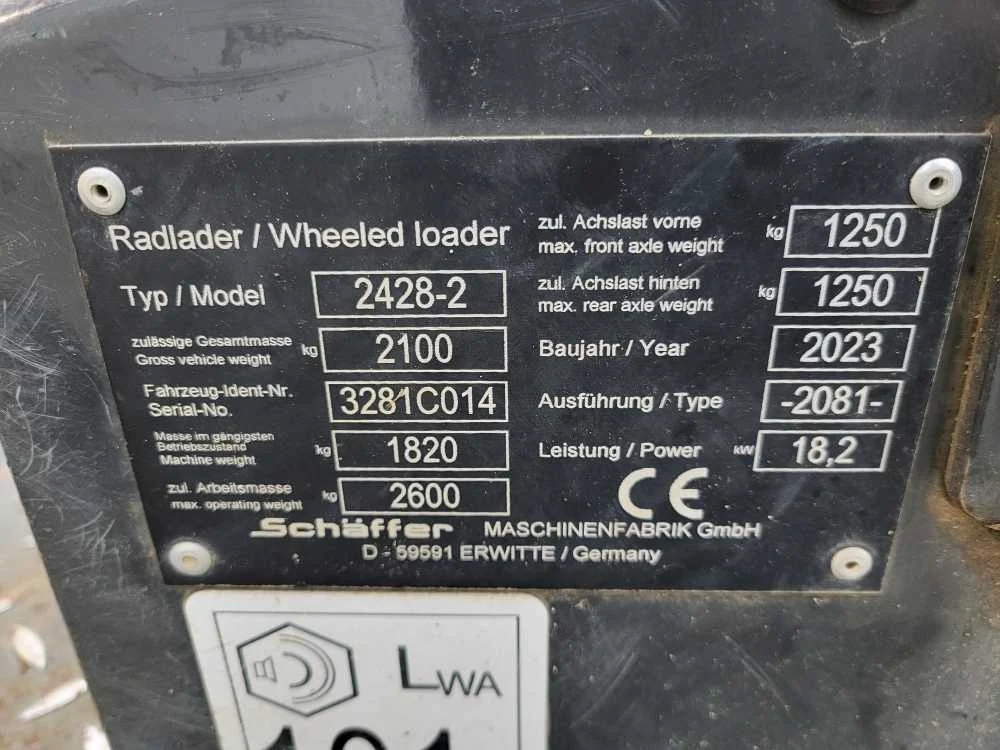 Radlader / Wheeled loader
Typ / Model 2428-2
zulässige Gesamtmasse
Gross vehicle weight kg 2100
Fahrzeug-Ident-Nr.
Serial-No. 3281C014
Masse im gängigsten
Betriebszustand
Machine weight kg 1820
zul. Arbeitsmasse
max. operating weight kg 2600
zul. Achslast vorne
max. front axle weight kg 1250
zul. Achslast hinten
max. rear axle weight kg 1250
Baujahr / Year 2023
Ausführung / Type -2081-
Leistung / Power kW 18,2
CE
Schäffer MASCHINENFABRIK GmbH
D - 59591 ERWITTE / Germany
LWA